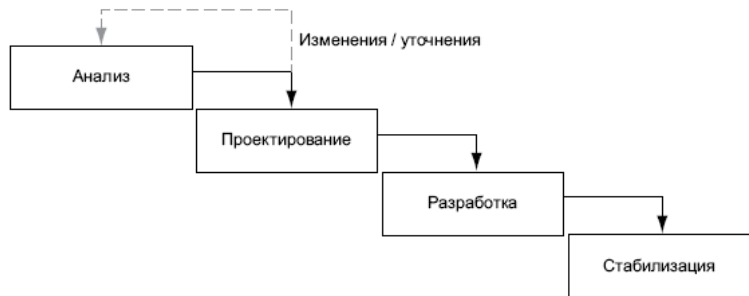 Изменения / уточнения
Анализ
Проектирование
Разработка
Стабилизация